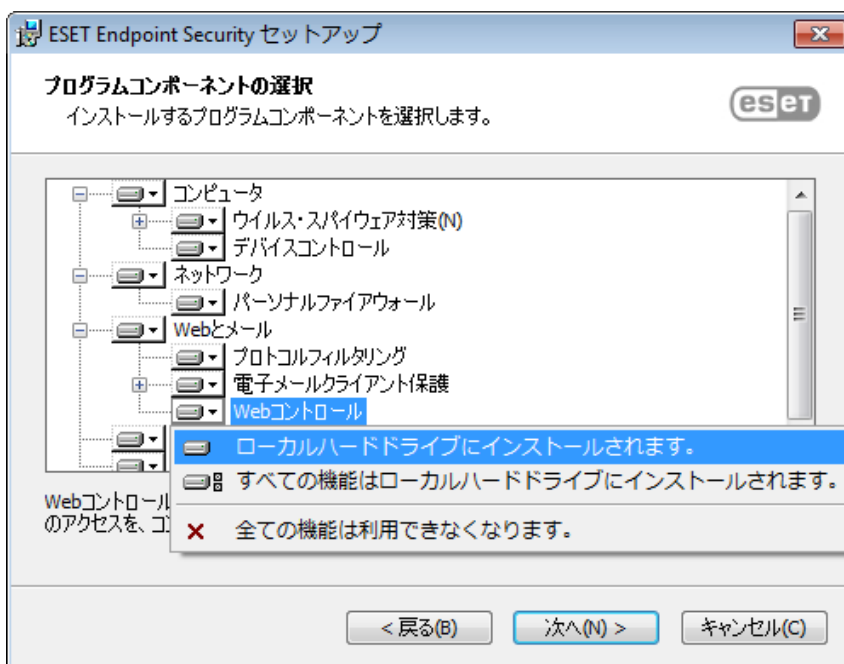 ESET Endpoint Security セットアップ
プログラムコンポーネントの選択
インストールするプログラムコンポーネントを選択します。
eset
コンピュータ
ウイルス・スパイウェア対策(N)
デバイスコントロール
ネットワーク
パーソナルファイアウォール
Webとメール
プロトコルフィルタリング
電子メールクライアント保護
Webコントロール
ローカルハードドライブにインストールされます。
すべての機能はローカルハードドライブにインストールされます。
全ての機能は利用できなくなります。
Webコントロール
のアクセスを、コ
< 戻る(B)
次へ(N) >
キャンセル(C)